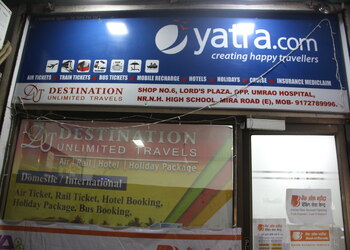 yatra.com
creating happy travellers
AIR TICKETS TRAIN TICKETS BUS TICKETS MOBILE RECHARGE HOTELS HOLIDAYS CRUISE INSURANCE MEDICLAIM
DESTINATION
UNLIMITED TRAVELS
SHOP NO.6, LORD'S PLAZA, OPP. UMRAO HOSPITAL,
NR.N.H. HIGH SCHOOL, MIRA ROAD (E), MOB- 9172789996.
DESTINATION
UNLIMITED TRAVELS
Air - Rail | Hotel | Holiday Package
Domestic / International
Air Ticket, Rail Ticket, Hotel Booking,
Holiday Package, Bus Booking,